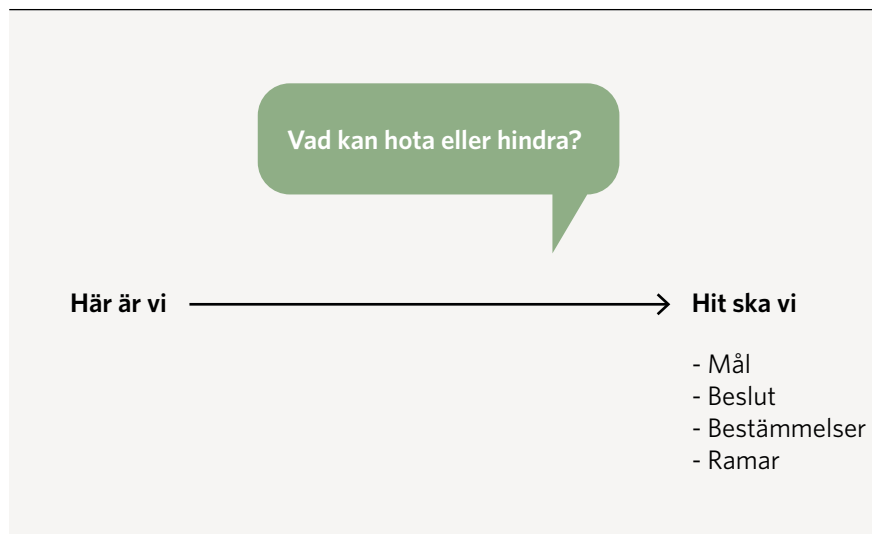 Vad kan hota eller hindra?
Här är vi
Hit ska vi
- Mål
- Beslut
- Bestämmelser
- Ramar